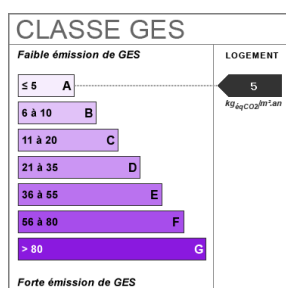 CLASSE GES
Faible émission de GES
LOGEMENT
≤ 5 A
5
kgéqCO2/m².an
6 à 10 B
11 à 20 C
21 à 35 D
36 à 55 E
56 à 80 F
> 80 G
Forte émission de GES